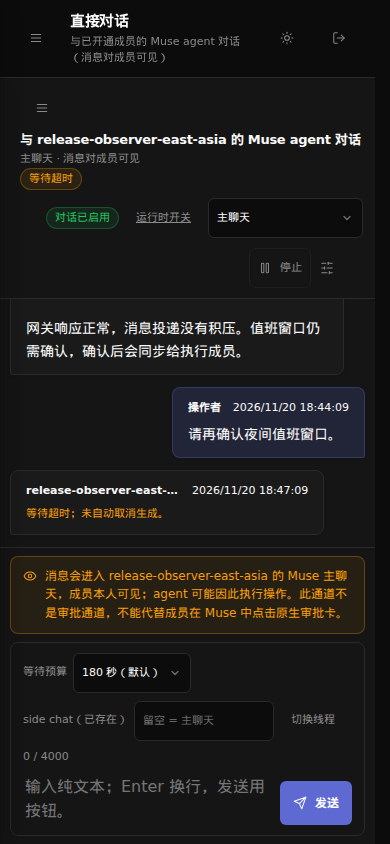 直接对话
与已开通成员的 Muse agent 对话
（消息对成员可见）
与 release-observer-east-asia 的 Muse agent 对话
主聊天 · 消息对成员可见
等待超时
对话已启用
运行时开关
主聊天
停止
网关响应正常，消息投递没有积压。值班窗口仍
需确认，确认后会同步给执行成员。
操作者 2026/11/20 18:44:09
请再确认夜间值班窗口。
release-observer-east-... 2026/11/20 18:47:09
等待超时；未自动取消生成。
消息会进入 release-observer-east-asia 的 Muse 主聊
天，成员本人可见；agent 可能因此执行操作。此通道不
是审批通道，不能代替成员在 Muse 中点击原生审批卡。
等待预算
180 秒（默认）
side chat（已存在）
留空 = 主聊天
切换线程
0 / 4000
输入纯文本；Enter 换行，发送用
按钮。
发送